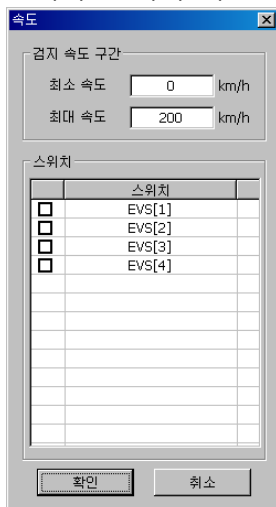 속도
검지 속도 구간
최소 속도 0 km/h
최대 속도 200 km/h
스위치
스위치
EVS[1]
EVS[2]
EVS[3]
EVS[4]
확인 취소